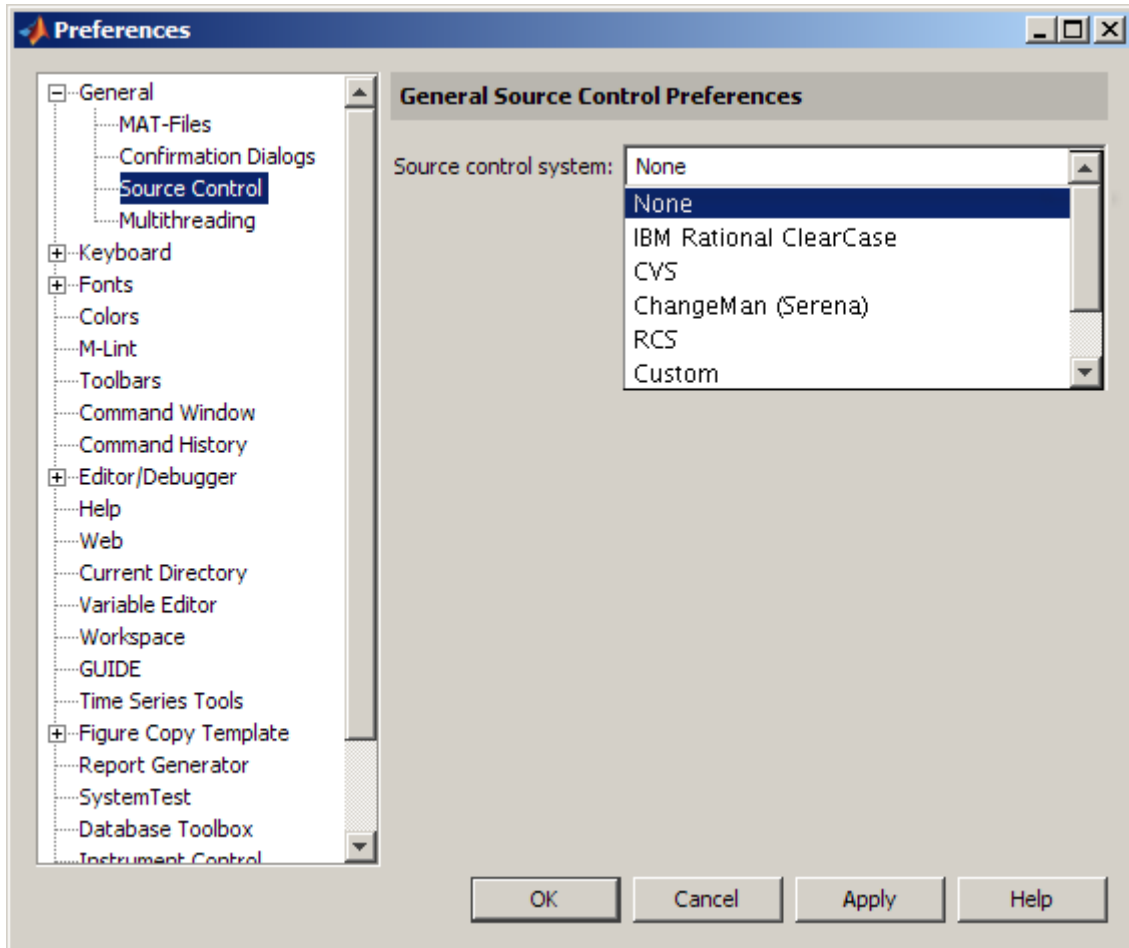 Preferences
General
MAT-Files
Confirmation Dialogs
Source Control
Multithreading
Keyboard
Fonts
Colors
M-Lint
Toolbars
Command Window
Command History
Editor/Debugger
Help
Web
Current Directory
Variable Editor
Workspace
GUIDE
Time Series Tools
Figure Copy Template
Report Generator
SystemTest
Database Toolbox
Instrument Control
General Source Control Preferences
Source control system: None
None
IBM Rational ClearCase
CVS
ChangeMan (Serena)
RCS
Custom
OK Cancel Apply Help